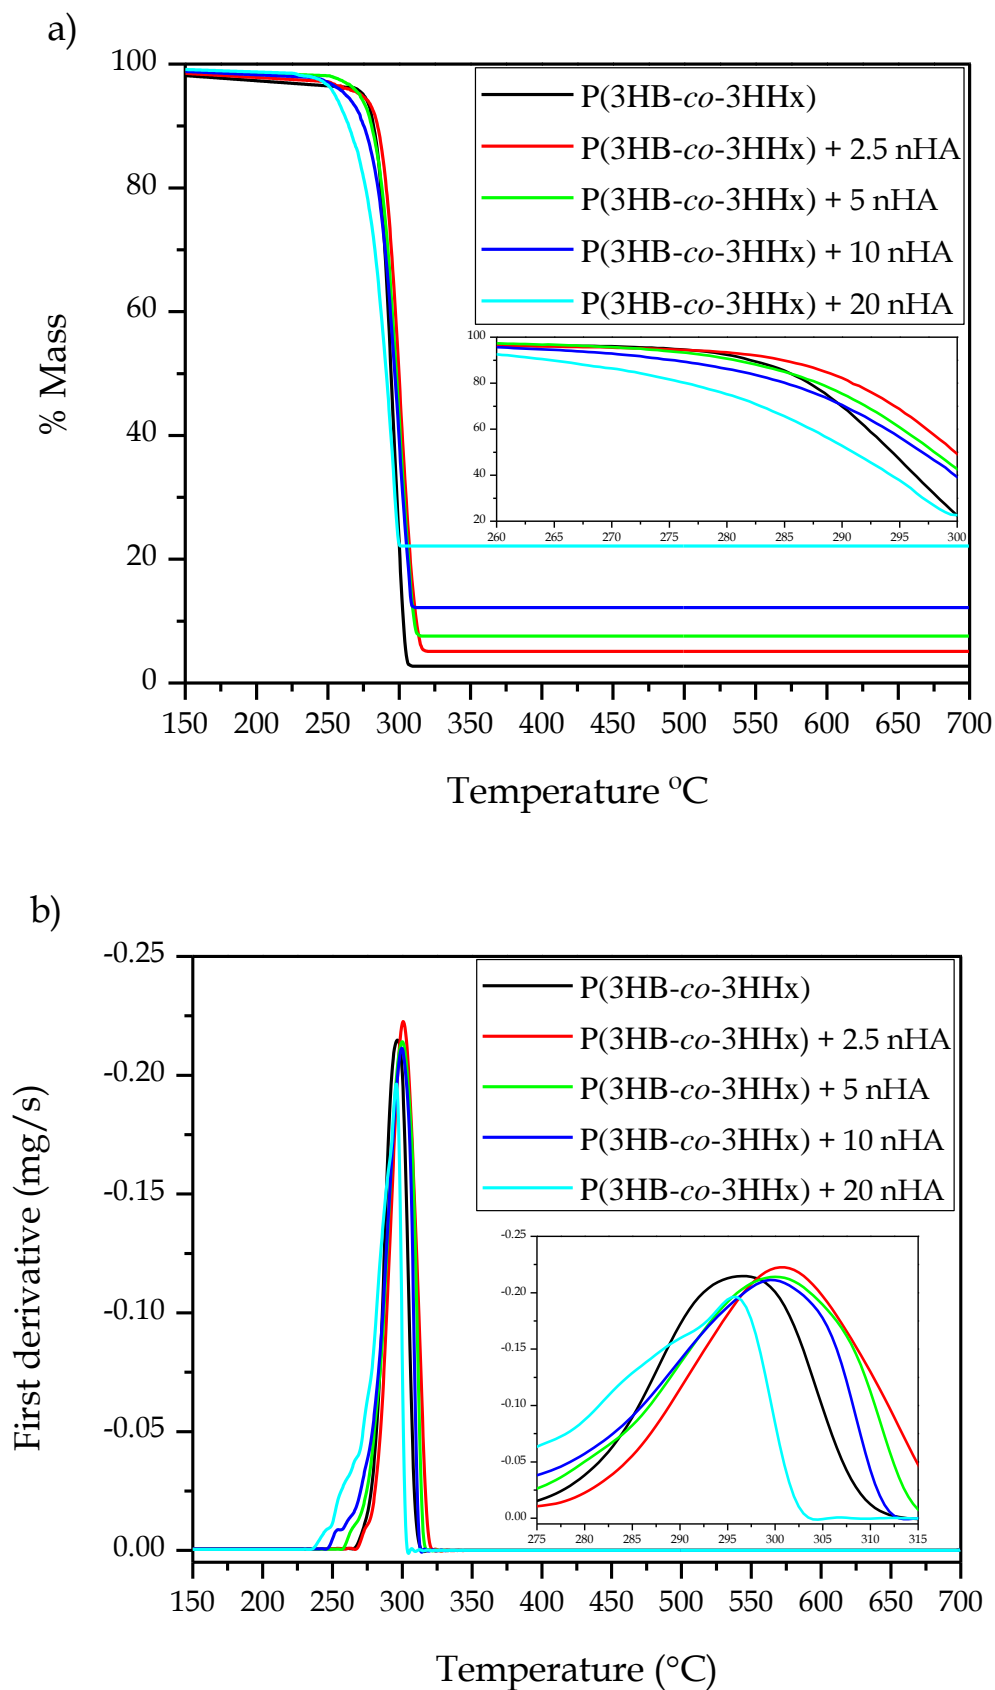 a)
100
80
60
40
20
0
% Mass
P(3HB-co-3HHx)
P(3HB-co-3HHx) + 2.5 nHA
P(3HB-co-3HHx) + 5 nHA
P(3HB-co-3HHx) + 10 nHA
P(3HB-co-3HHx) + 20 nHA
100
80
60
40
20
260 265 270 275 280 285 290 295 300
150 200 250 300 350 400 450 500 550 600 650 700
Temperature ºC
b)
-0.25
-0.20
-0.15
-0.10
-0.05
0.00
First derivative (mg/s)
P(3HB-co-3HHx)
P(3HB-co-3HHx) + 2.5 nHA
P(3HB-co-3HHx) + 5 nHA
P(3HB-co-3HHx) + 10 nHA
P(3HB-co-3HHx) + 20 nHA
-0.25
-0.20
-0.15
-0.10
-0.05
0.00
275 280 285 290 295 300 305 310 315
150 200 250 300 350 400 450 500 550 600 650 700
Temperature (°C)